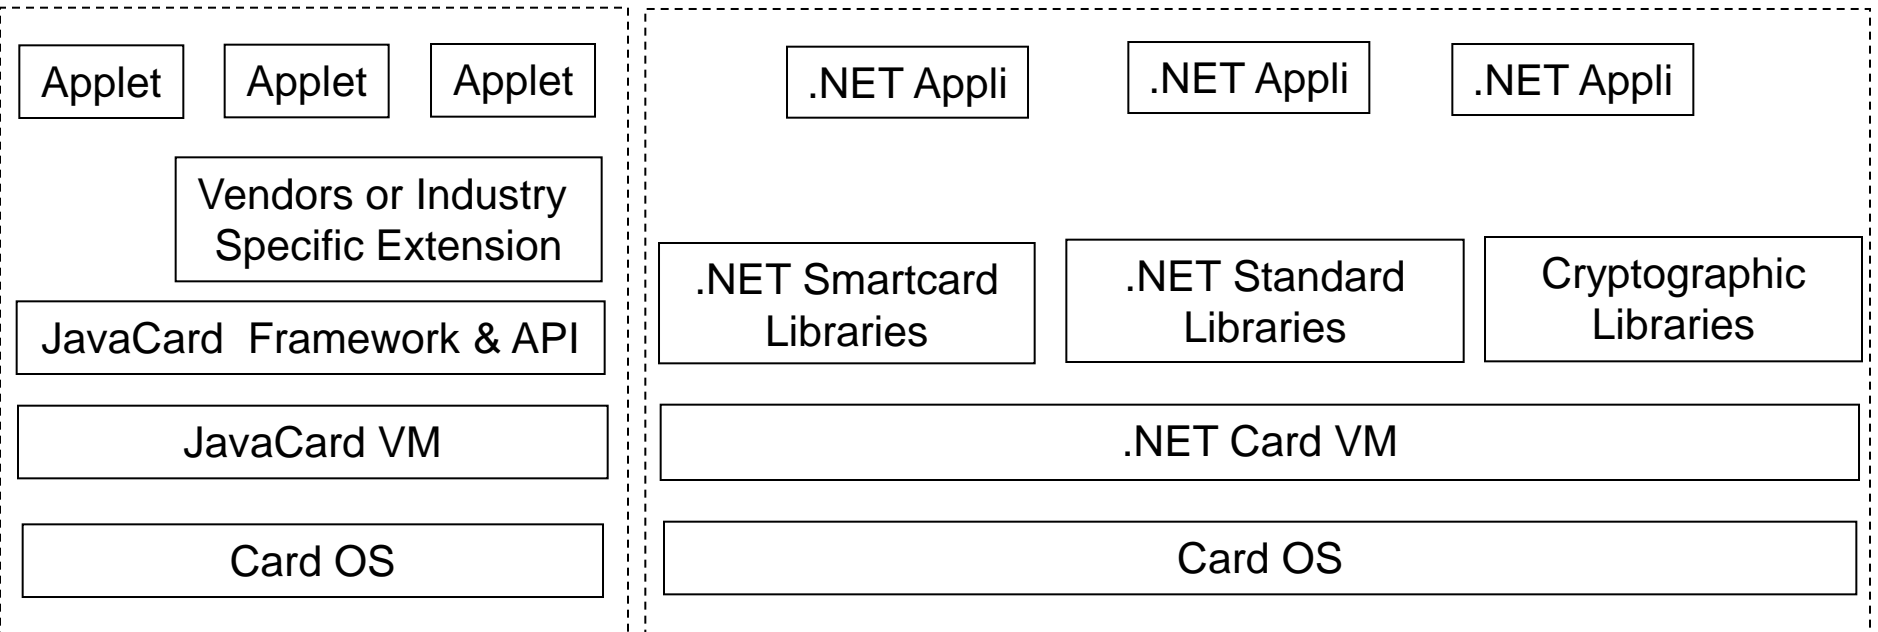 Applet
Applet
Applet
Vendors or Industry
Specific Extension
JavaCard Framework & API
JavaCard VM
Card OS
.NET Appli
.NET Appli
.NET Appli
.NET Smartcard
Libraries
.NET Standard
Libraries
Cryptographic
Libraries
.NET Card VM
Card OS